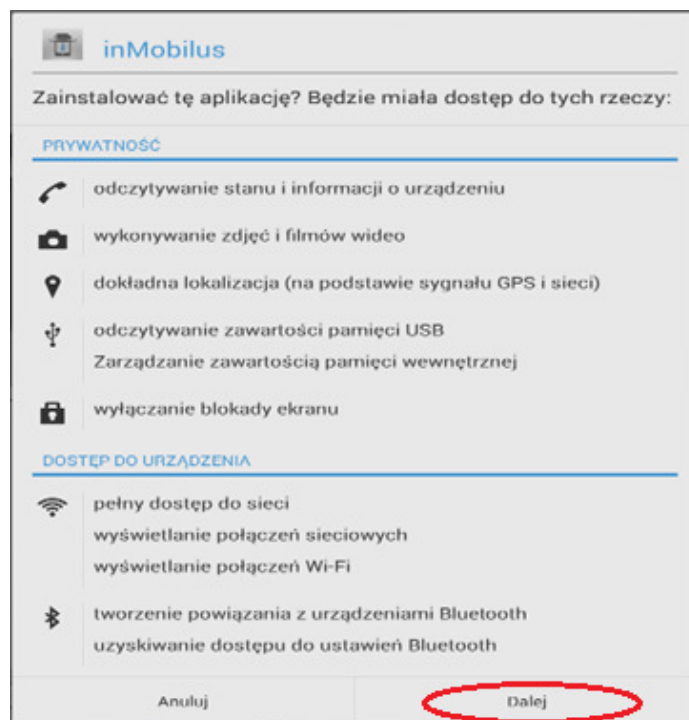 inMobilus
Zainstalować tę aplikację? Będzie miała dostęp do tych rzeczy:
PRYWATNOŚĆ
odczytywanie stanu i informacji o urządzeniu
wykonywanie zdjęć i filmów wideo
dokładna lokalizacja (na podstawie sygnału GPS i sieci)
odczytywanie zawartości pamięci USB
Zarządzanie zawartością pamięci wewnętrznej
wyłączanie blokady ekranu
DOSTĘP DO URZĄDZENIA
pełny dostęp do sieci
wyświetlanie połączeń sieciowych
wyświetlanie połączeń Wi-Fi
tworzenie powiązania z urządzeniami Bluetooth
uzyskiwanie dostępu do ustawień Bluetooth
Anuluj Dalej